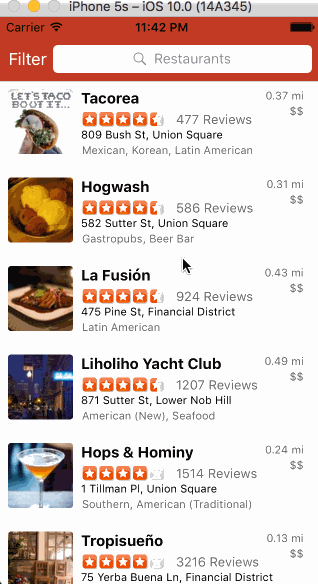 iPhone 5s – iOS 10.0 (14A345)
Carrier 11:42 PM
Filter Restaurants
LET'S TACO
BOOT IT...
Tacorea 0.37 mi
477 Reviews $$
809 Bush St, Union Square
Mexican, Korean, Latin American
Hogwash 0.31 mi
586 Reviews $$
582 Sutter St, Union Square
Gastropubs, Beer Bar
La Fusión 0.43 mi
924 Reviews $$
475 Pine St, Financial District
Latin American
Liholiho Yacht Club 0.49 mi
1207 Reviews $$
871 Sutter St, Lower Nob Hill
American (New), Seafood
Hops & Hominy 0.24 mi
1514 Reviews $$
1 Tillman Pl, Union Square
Southern, American (Traditional)
Tropisueño 0.13 mi
3216 Reviews $$
75 Yerba Buena Ln, Financial District